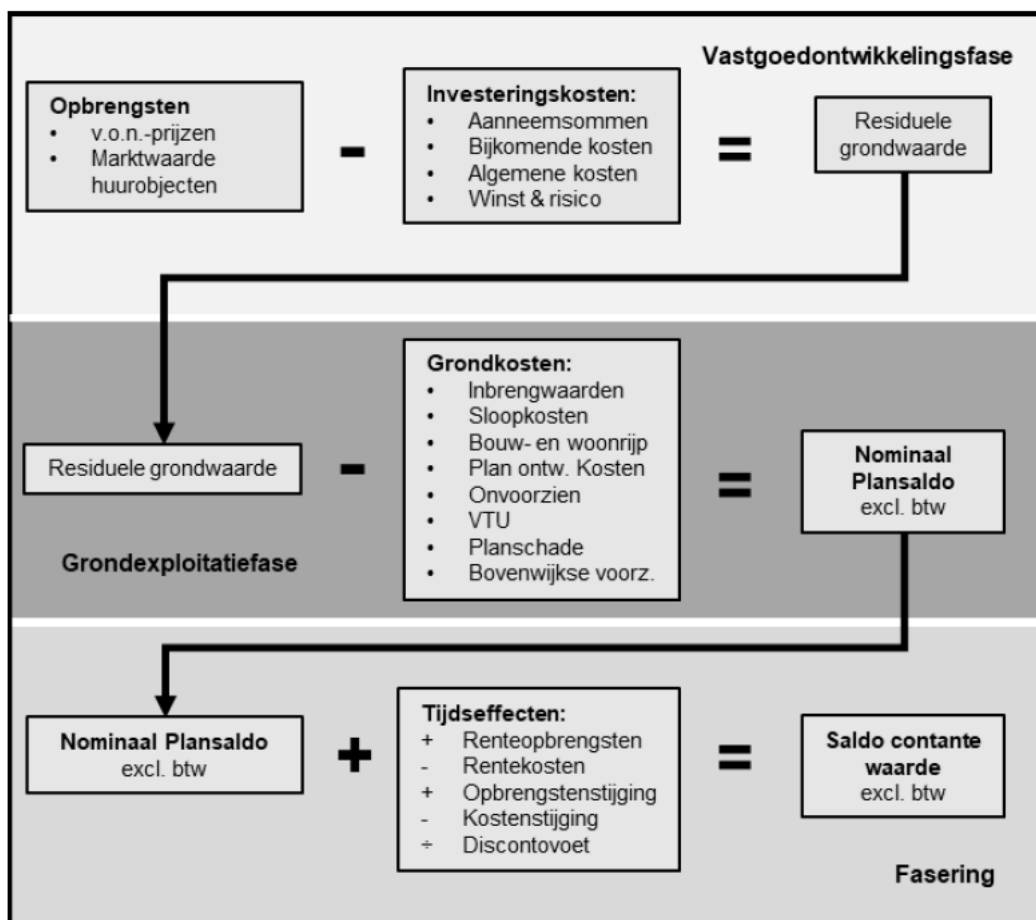 Vastgoedontwikkelingsfase
Opbrengsten
• v.o.n.-prijzen
• Marktwaarde
huurobjecten
-
Investeringskosten:
• Aanneemsommen
• Bijkomende kosten
• Algemene kosten
• Winst & risico
=
Residuele
grondwaarde
Residuele grondwaarde
-
Grondkosten:
• Inbrengwaarden
• Sloopkosten
• Bouw- en woonrijp
• Plan ontw. Kosten
• Onvoorzien
• VTU
• Planschade
• Bovenwijkse voorz.
=
Nominaal
Plansaldo
excl. btw
Grondexploitatiefase
Nominaal Plansaldo
excl. btw
+
Tijdseffecten:
+ Renteopbrengsten
- Rentekosten
+ Opbrengstenstijging
- Kostenstijging
÷ Discontovoet
=
Saldo contante
waarde
excl. btw
Fasering